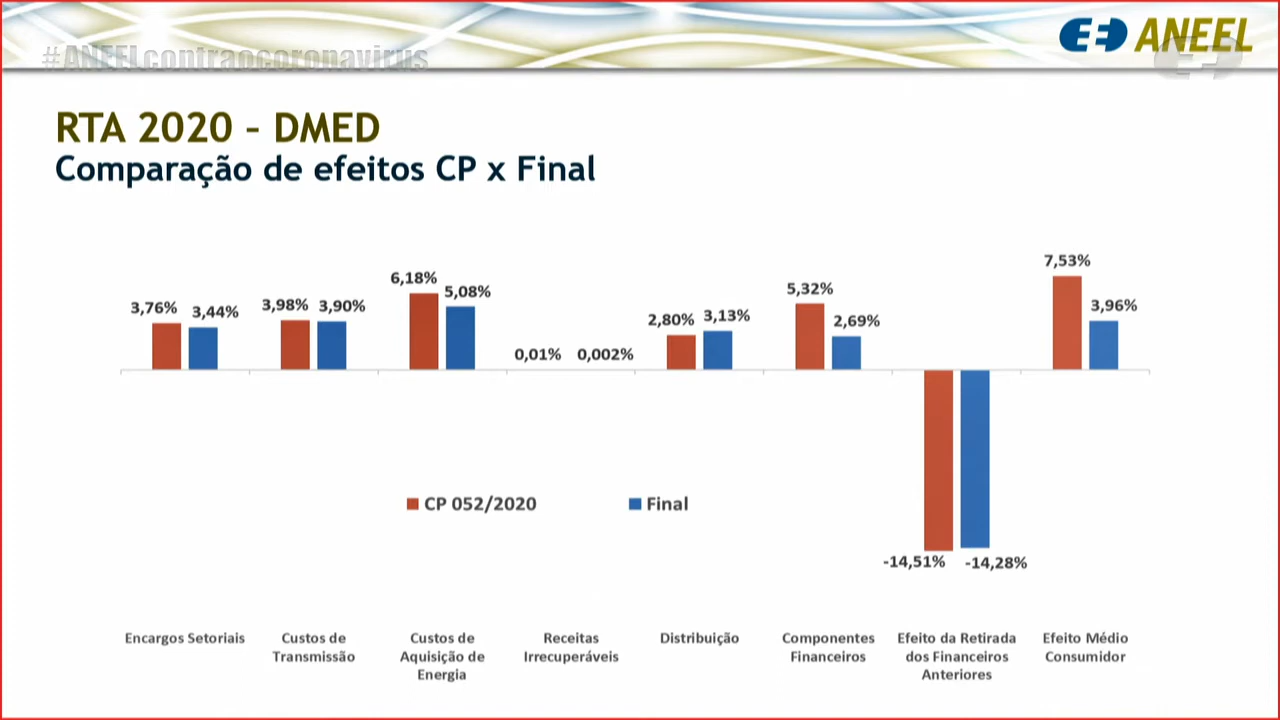 #ANEELcontraocoronavirus
ANEEL
RTA 2020 – DMED
Comparação de efeitos CP x Final
3,76% 3,44% 3,98% 3,90% 6,18% 5,08% 0,01% 0,002% 2,80% 3,13% 5,32% 2,69% 7,53% 3,96%
CP 052/2020 Final
-14,51% -14,28%
Encargos Setoriais
Custos de
Transmissão
Custos de
Aquisição de
Energia
Receitas
Irrecuperáveis
Distribuição
Componentes
Financeiros
Efeito da Retirada
dos Financeiros
Anteriores
Efeito Médio
Consumidor